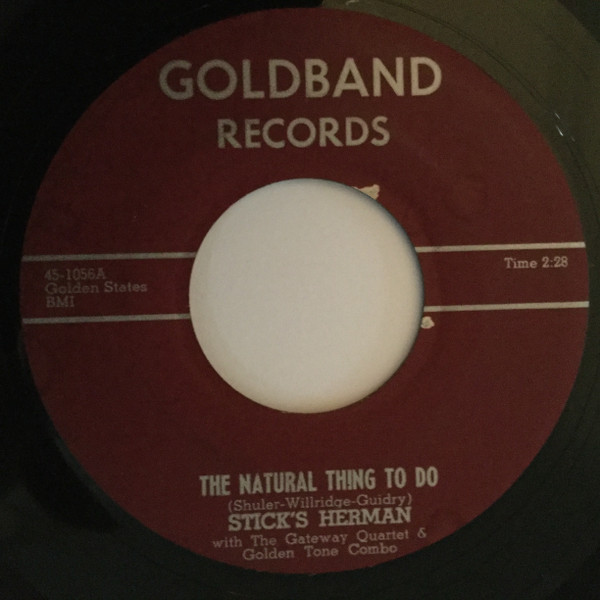 GOLDBAND
RECORDS
45-1056A
Golden States
BMI
Time 2:28
THE NATURAL THING TO DO
(Shuler-Willridge-Guidry)
STICK'S HERMAN
with The Gateway Quartet &
Golden Tone Combo